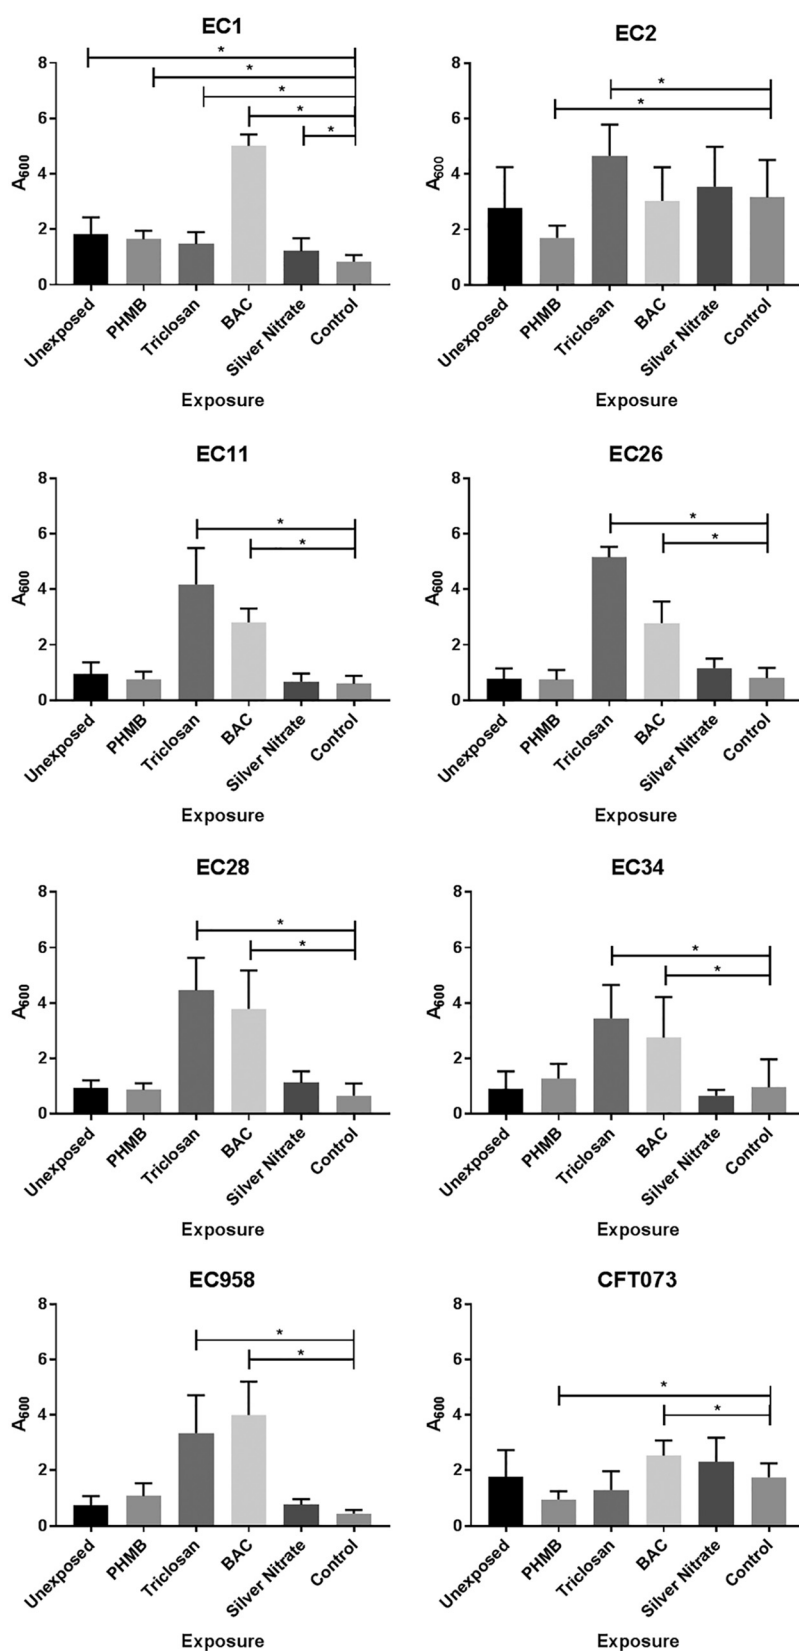 EC1
*
*
*
*
*
8
6
4
2
0
A600
Unexposed
PHMB
Triclosan
BAC
Silver Nitrate
Control
Exposure
EC2
*
*
8
6
4
2
0
A600
Unexposed
PHMB
Triclosan
BAC
Silver Nitrate
Control
Exposure
EC11
*
*
8
6
4
2
0
A600
Unexposed
PHMB
Triclosan
BAC
Silver Nitrate
Control
Exposure
EC26
*
*
8
6
4
2
0
A600
Unexposed
PHMB
Triclosan
BAC
Silver Nitrate
Control
Exposure
EC28
*
*
8
6
4
2
0
A600
Unexposed
PHMB
Triclosan
BAC
Silver Nitrate
Control
Exposure
EC34
*
*
8
6
4
2
0
A600
Unexposed
PHMB
Triclosan
BAC
Silver Nitrate
Control
Exposure
EC958
*
*
8
6
4
2
0
A600
Unexposed
PHMB
Triclosan
BAC
Silver Nitrate
Control
Exposure
CFT073
*
*
8
6
4
2
0
A600
Unexposed
PHMB
Triclosan
BAC
Silver Nitrate
Control
Exposure